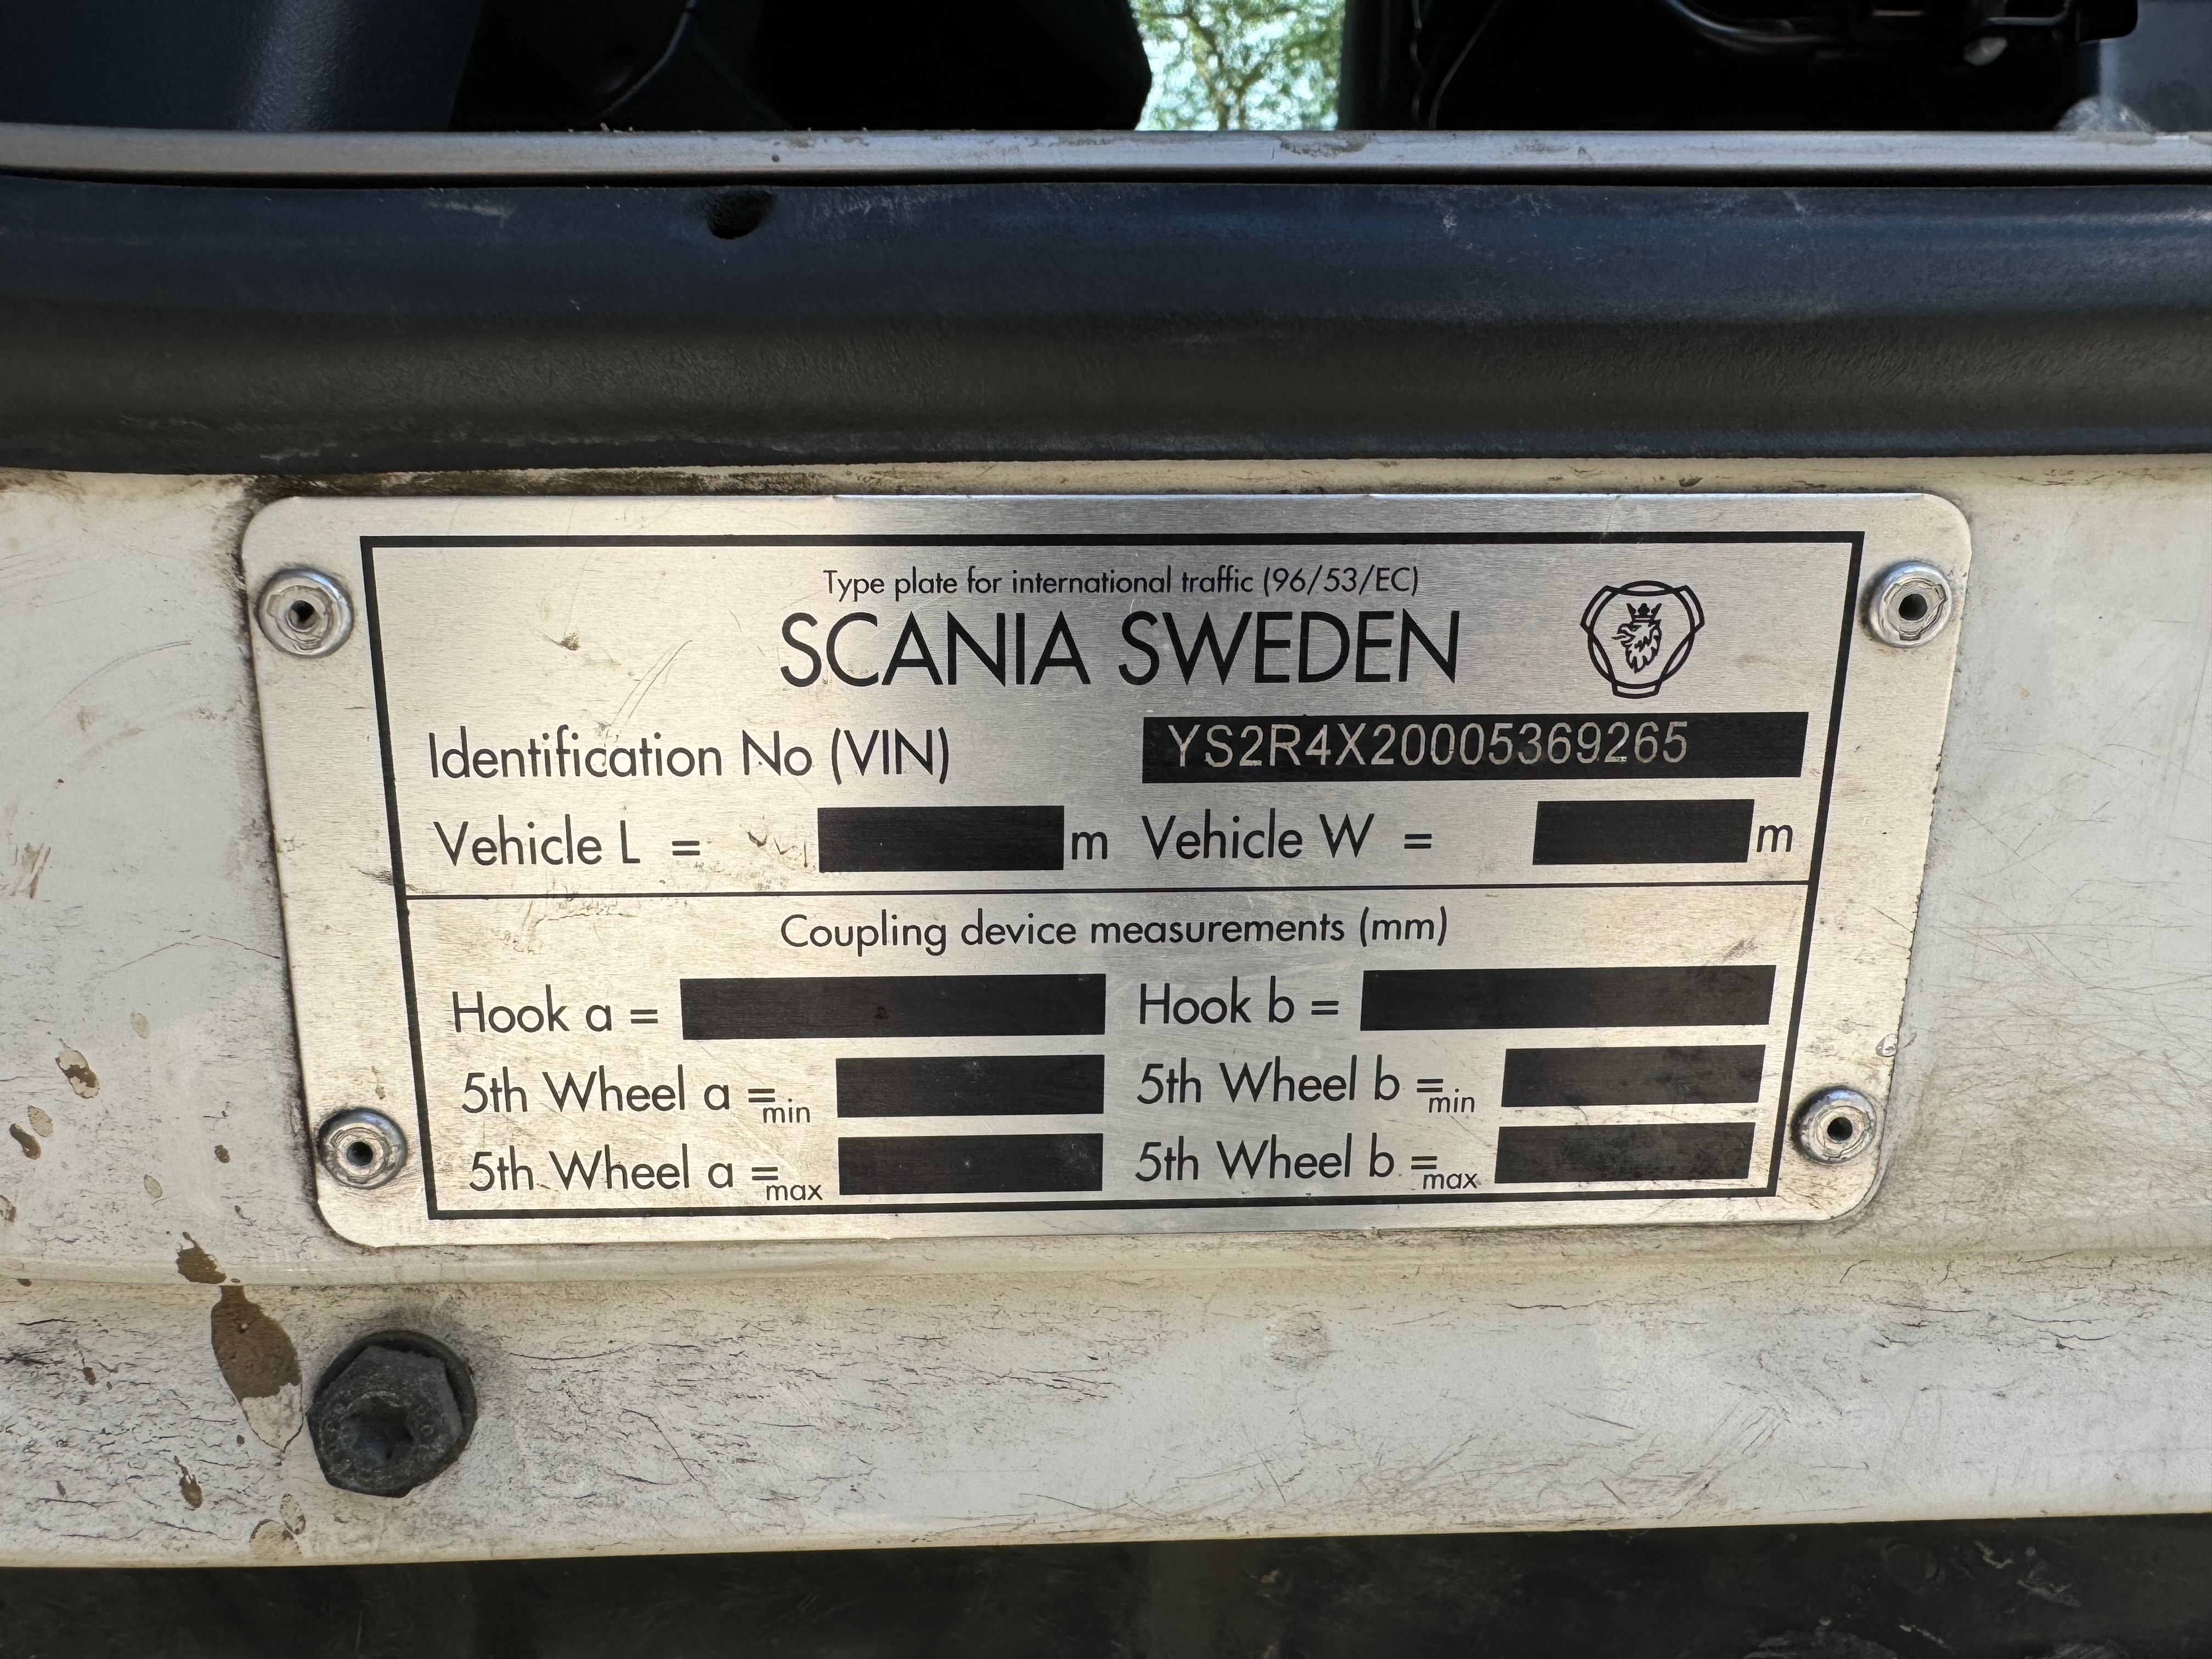 Type plate for international traffic (96/53/EC)
SCANIA SWEDEN
Identification No (VIN) YS2R4X20005369265
Vehicle L = m Vehicle W = m
Coupling device measurements (mm)
Hook a = Hook b =
5th Wheel a =min 5th Wheel b =min
5th Wheel a =max 5th Wheel b =max